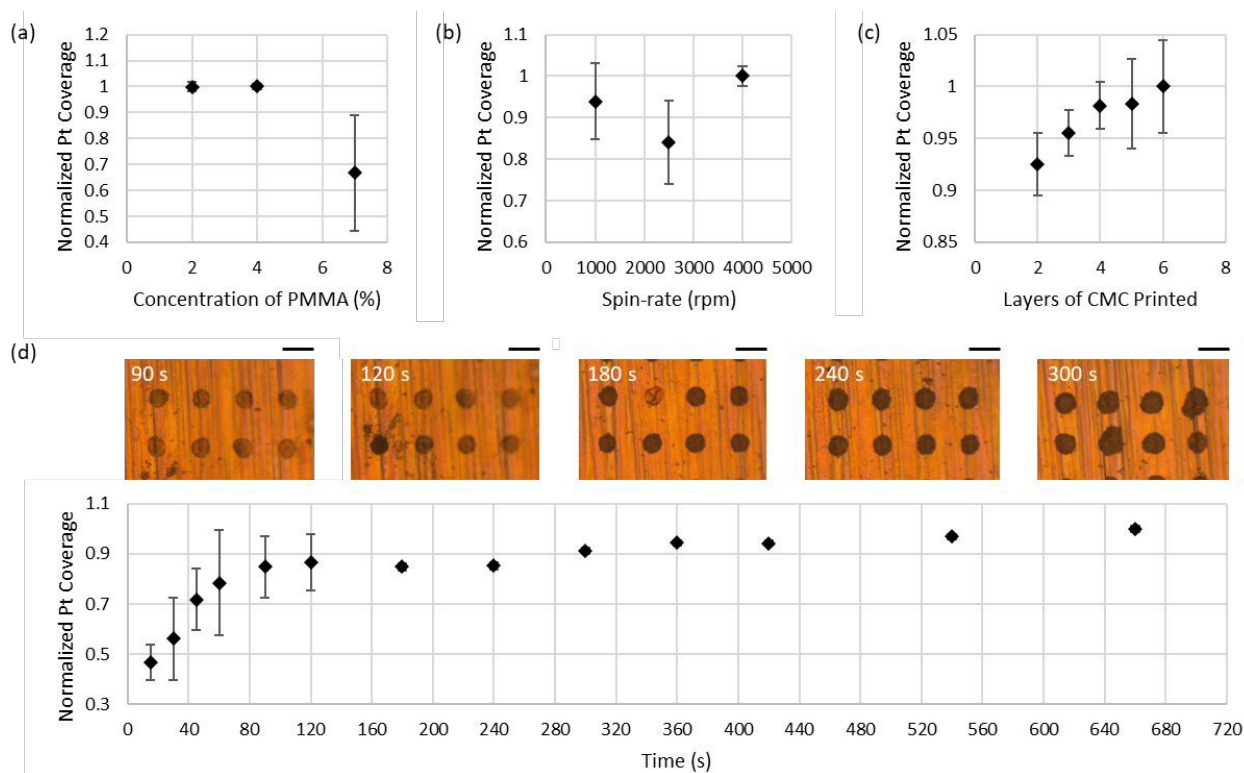 (a)
1.2
1.1
1
0.9
0.8
0.7
0.6
0.5
0.4
0 2 4 6 8
Normalized Pt Coverage
Concentration of PMMA (%)
(b)
1.1
1
0.9
0.8
0.7
0.6
0 1000 2000 3000 4000 5000
Normalized Pt Coverage
Spin-rate (rpm)
(c)
1.05
1
0.95
0.9
0.85
0 2 4 6 8
Normalized Pt Coverage
Layers of CMC Printed
(d)
90 s
120 s
180 s
240 s
300 s
1.1
0.9
0.7
0.5
0.3
Normalized Pt Coverage
0 40 80 120 160 200 240 280 320 360 400 440 480 520 560 600 640 680 720
Time (s)